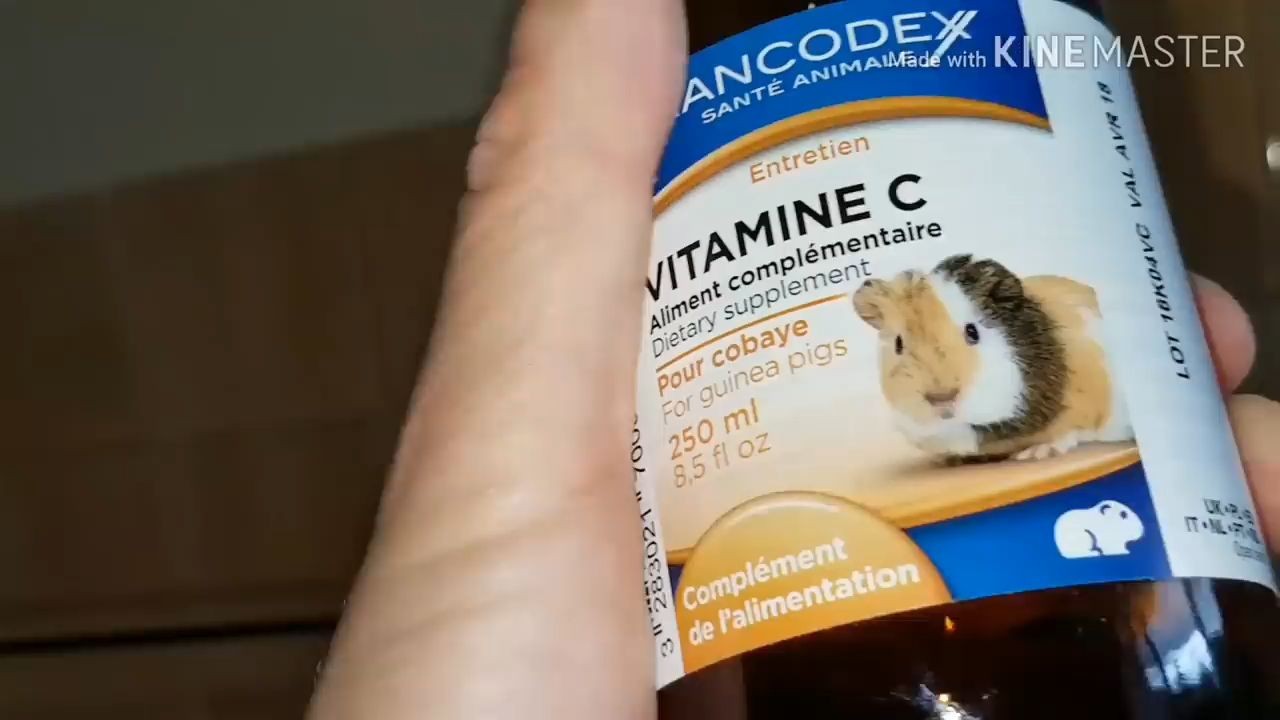 ANCODEX
SANTÉ ANIMALE
Made with KINEMASTER
Entretien
VITAMINE C
Aliment complémentaire
Dietary supplement
Pour cobaye
For guinea pigs
250 ml
8,5 fl oz
Complément
de l'alimentation
LOT 18K04VC VAL AVR 18